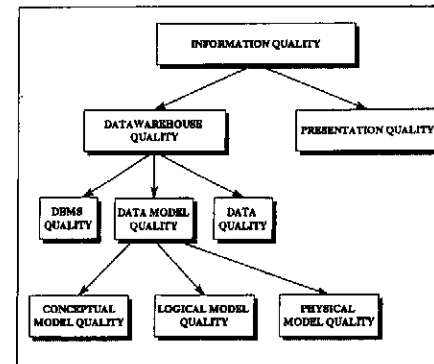 INFORMATION QUALITY
DATAWAREHOUSE
QUALITY
PRESENTATION QUALITY
DBMS
QUALITY
DATA MODEL
QUALITY
DATA
QUALITY
CONCEPTUAL
MODEL QUALITY
LOGICAL MODEL
QUALITY
PHYSICAL
MODEL QUALITY